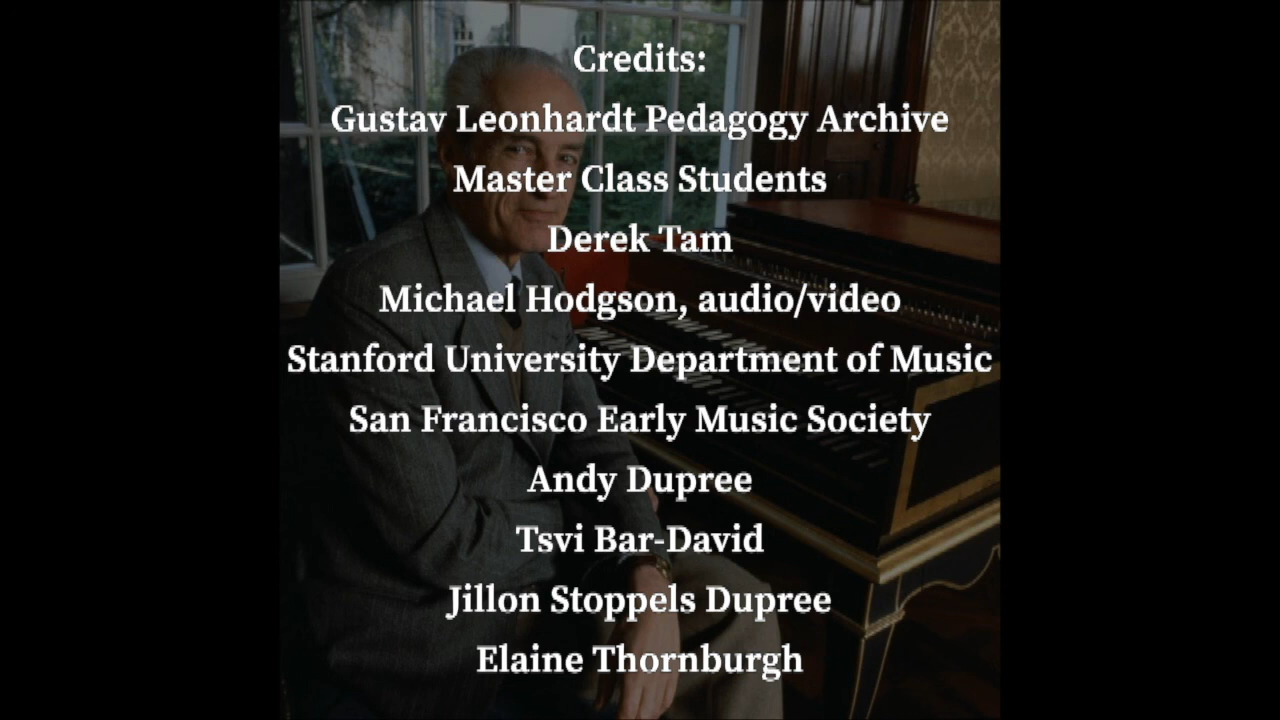 Credits:
Gustav Leonhardt Pedagogy Archive
Master Class Students
Derek Tam
Michael Hodgson, audio/video
Stanford University Department of Music
San Francisco Early Music Society
Andy Dupree
Tsvi Bar-David
Jillon Stoppels Dupree
Elaine Thornburgh